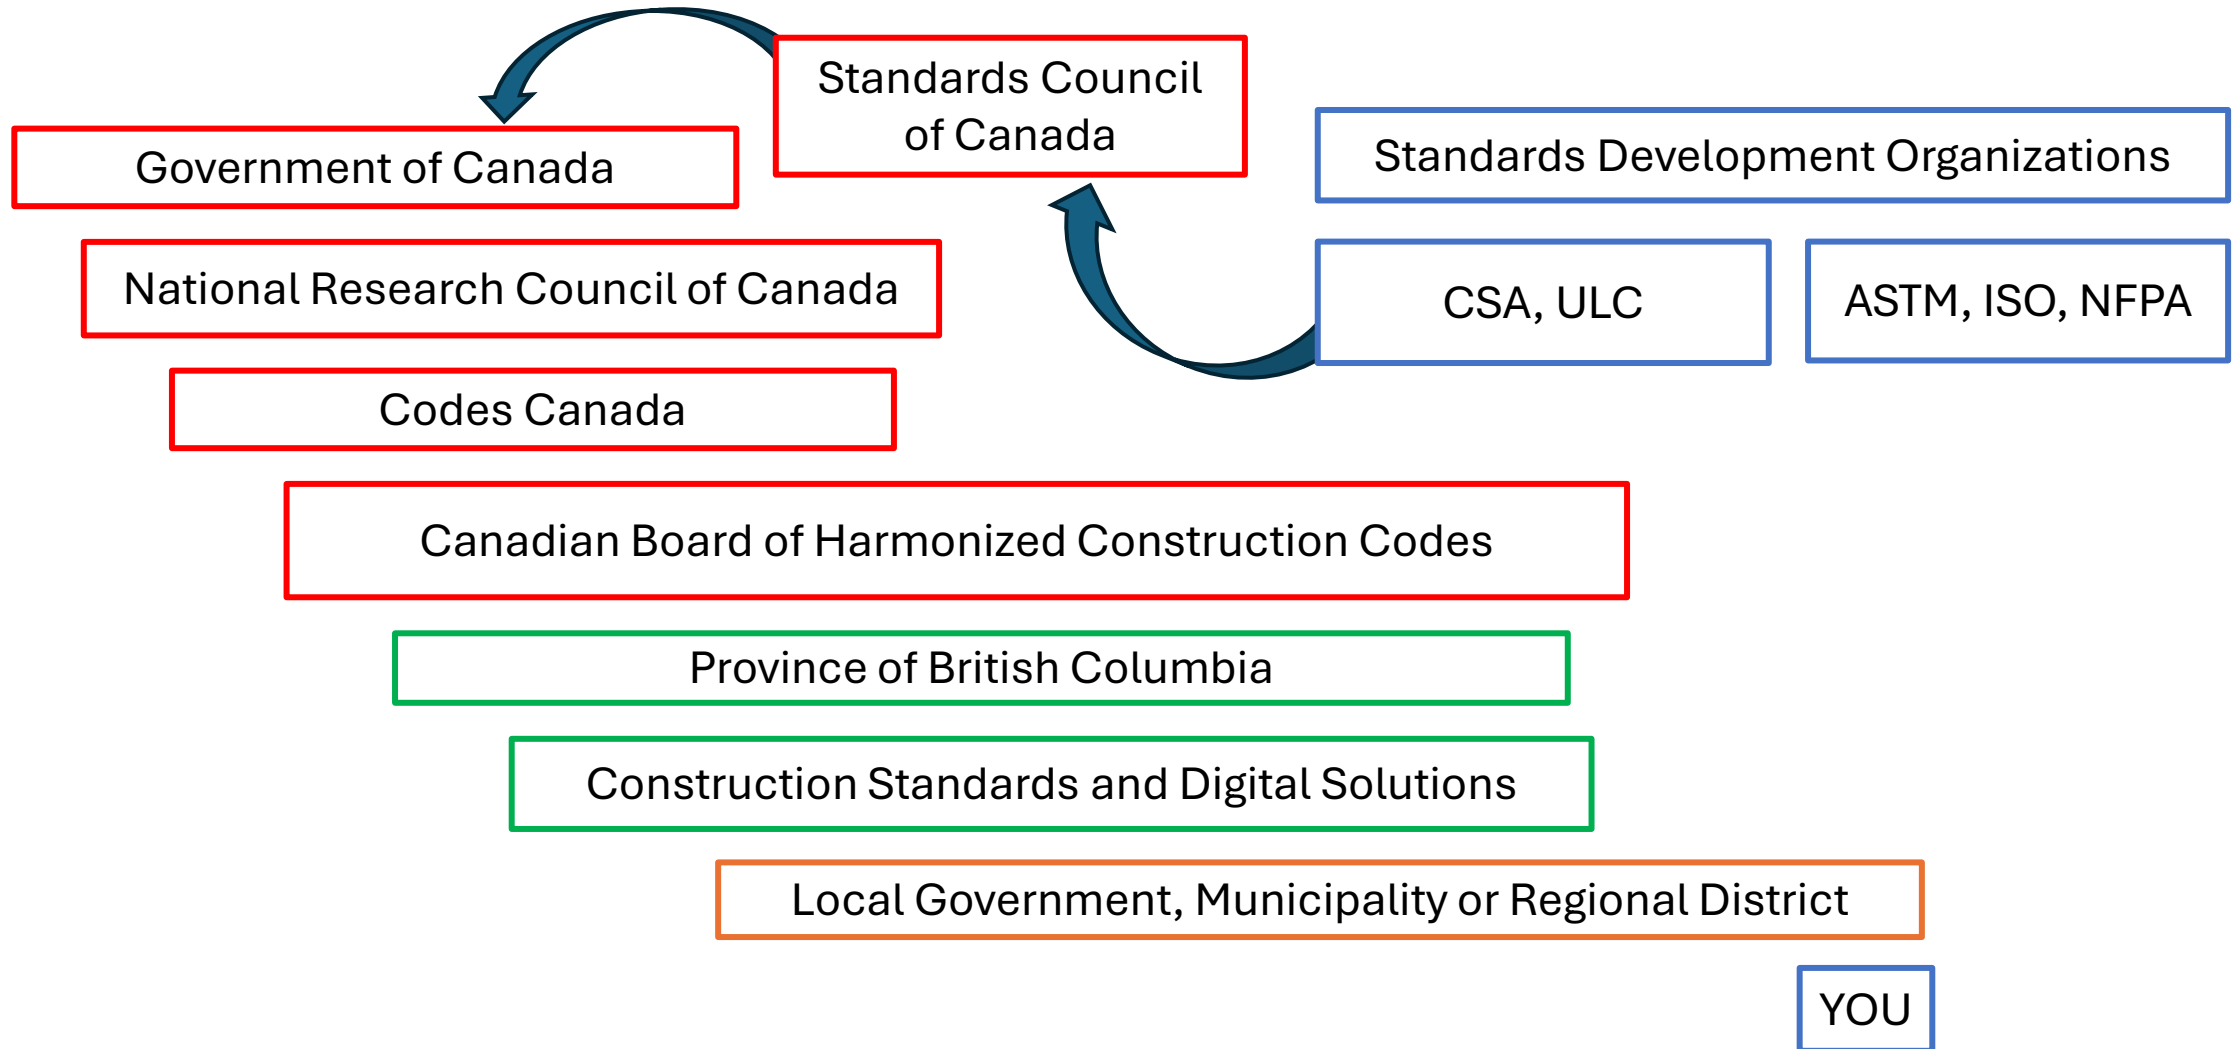 Standards Council
of Canada
Government of Canada
Standards Development Organizations
National Research Council of Canada
CSA, ULC
ASTM, ISO, NFPA
Codes Canada
Canadian Board of Harmonized Construction Codes
Province of British Columbia
Construction Standards and Digital Solutions
Local Government, Municipality or Regional District
YOU